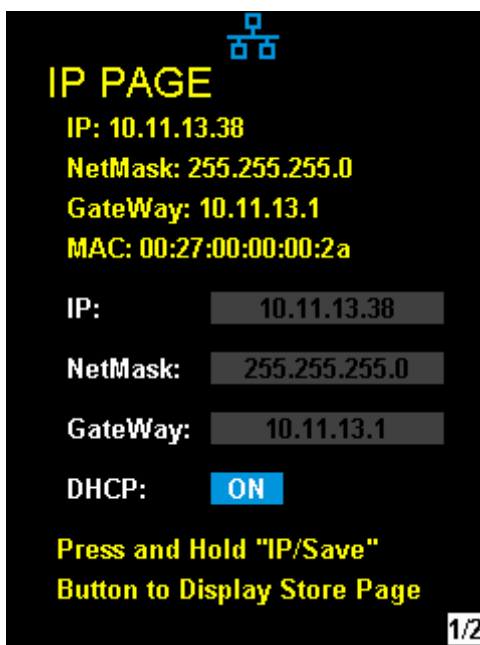 IP PAGE
IP: 10.11.13.38
NetMask: 255.255.255.0
GateWay: 10.11.13.1
MAC: 00:27:00:00:00:2a
IP: 10.11.13.38
NetMask: 255.255.255.0
GateWay: 10.11.13.1
DHCP: ON
Press and Hold "IP/Save"
Button to Display Store Page
1/2